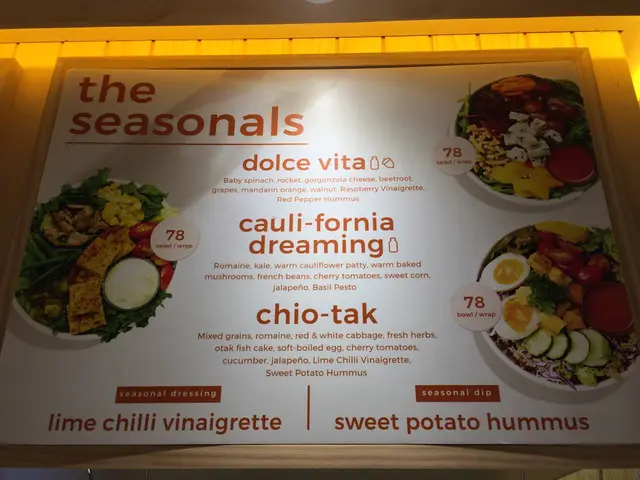 the
seasonals
dolce vita
Baby spinach, rocket, gorgonzola cheese, beetroot,
grapes, mandarin orange, walnut, Raspberry Vinaigrette,
Red Pepper Hummus
78
salad / wrap
cauli-fornia
dreaming
Romaine, kale, warm cauliflower patty, warm baked
mushrooms, french beans, cherry tomatoes, sweet corn,
jalapeño, Basil Pesto
78
salad / wrap
chio-tak
Mixed grains, romaine, red & white cabbage, fresh herbs,
otak fish cake, soft-boiled egg, cherry tomatoes,
cucumber, jalapeño, Lime Chilli Vinaigrette,
Sweet Potato Hummus
78
bowl / wrap
seasonal dressing
lime chilli vinaigrette
seasonal dip
sweet potato hummus